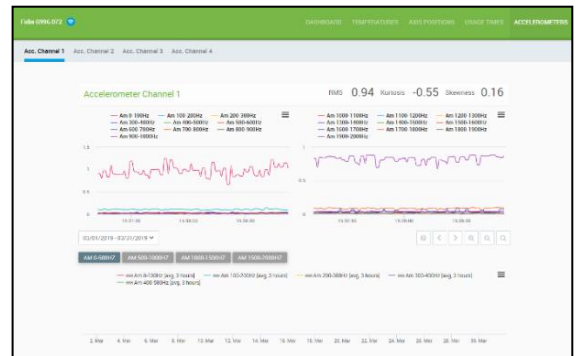 Fidia G996.072
DASHBOARD TEMPERATURES AXIS POSITIONS USAGE TIMES ACCELEROMETERS
Acc. Channel 1 Acc. Channel 2 Acc. Channel 3 Acc. Channel 4
Accelerometer Channel 1
RMS 0.94 Kurtosis -0.55 Skewness 0.16
Am 0-100Hz Am 100-200Hz Am 200-300Hz
Am 300-400Hz Am 400-500Hz Am 500-600Hz
Am 600-700Hz Am 700-800Hz Am 800-900Hz
Am 900-1000Hz
1.5
1
0.5
0
Am 1000-1100Hz Am 1100-1200Hz Am 1200-1300Hz
Am 1300-1400Hz Am 1400-1500Hz Am 1500-1600Hz
Am 1600-1700Hz Am 1700-1800Hz Am 1800-1900Hz
Am 1900-2000Hz
1
0.5
0
03/01/2019 - 03/31/2019
AM 0-500HZ AM 500-1000HZ AM 1000-1500HZ AM 1500-2000HZ
Am 0-100Hz [avg, 3 hours] Am 100-200Hz [avg, 3 hours] Am 200-300Hz [avg, 3 hours] Am 300-400Hz [avg, 3 hours]
Am 400-500Hz [avg, 3 hours]
2. Mar 4. Mar 6. Mar 8. Mar 10. Mar 12. Mar 14. Mar 16. Mar 18. Mar 20. Mar 22. Mar 24. Mar 26. Mar 28. Mar 30. Mar